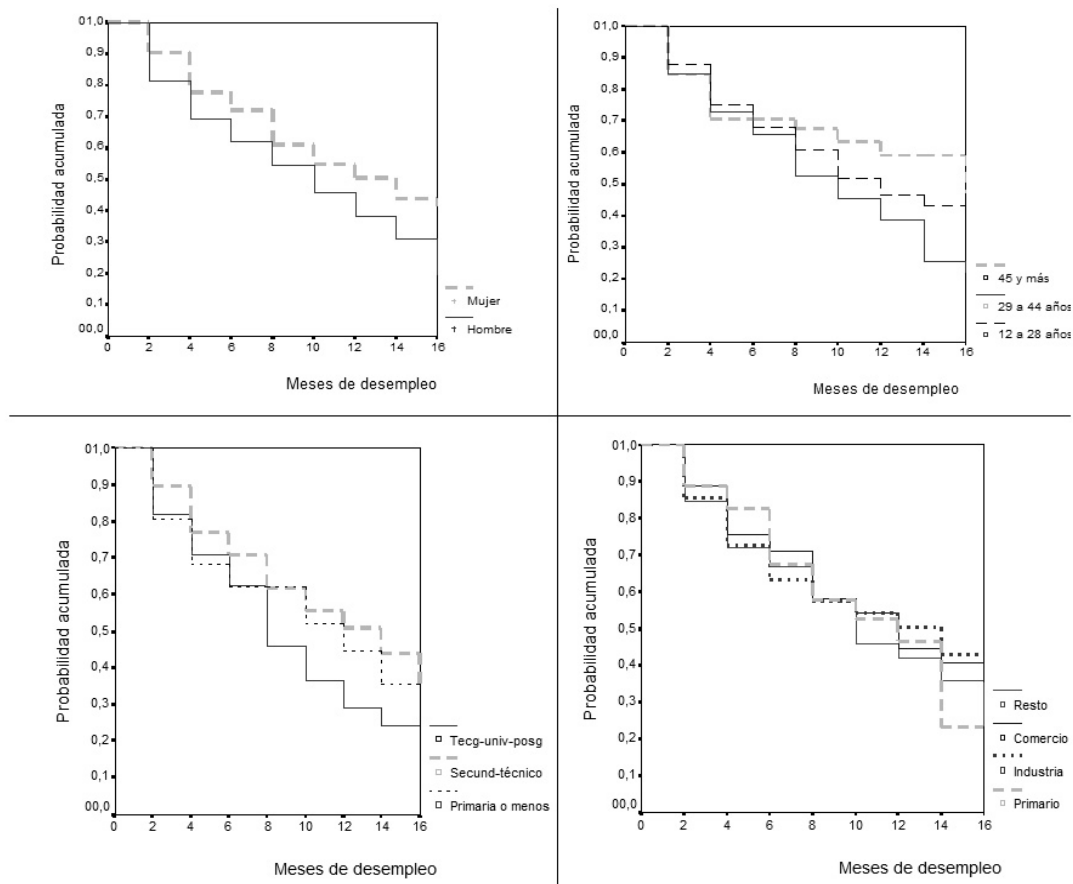 Probabilidad acumulada
01,0
0,9
0,8
0,7
0,6
0,5
0,4
0,3
0,2
0,1
00,0
0 2 4 6 8 10 12 14 16
Meses de desempleo
Mujer
Hombre
Probabilidad acumulada
01,0
0,9
0,8
0,7
0,6
0,5
0,4
0,3
0,2
0,1
00,0
0 2 4 6 8 10 12 14 16
Meses de desempleo
45 y más
29 a 44 años
12 a 28 años
Probabilidad acumulada
01,0
0,9
0,8
0,7
0,6
0,5
0,4
0,3
0,2
0,1
00,0
0 2 4 6 8 10 12 14 16
Meses de desempleo
Tecg-univ-posg
Secund-técnico
Primaria o menos
Probabilidad acumulada
01,0
0,9
0,8
0,7
0,6
0,5
0,4
0,3
0,2
0,1
00,0
0 2 4 6 8 10 12 14 16
Meses de desempleo
Resto
Comercio
Industria
Primario